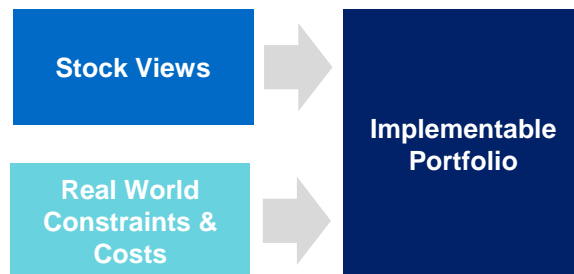 Stock Views
Implementable
Portfolio
Real World
Constraints &
Costs